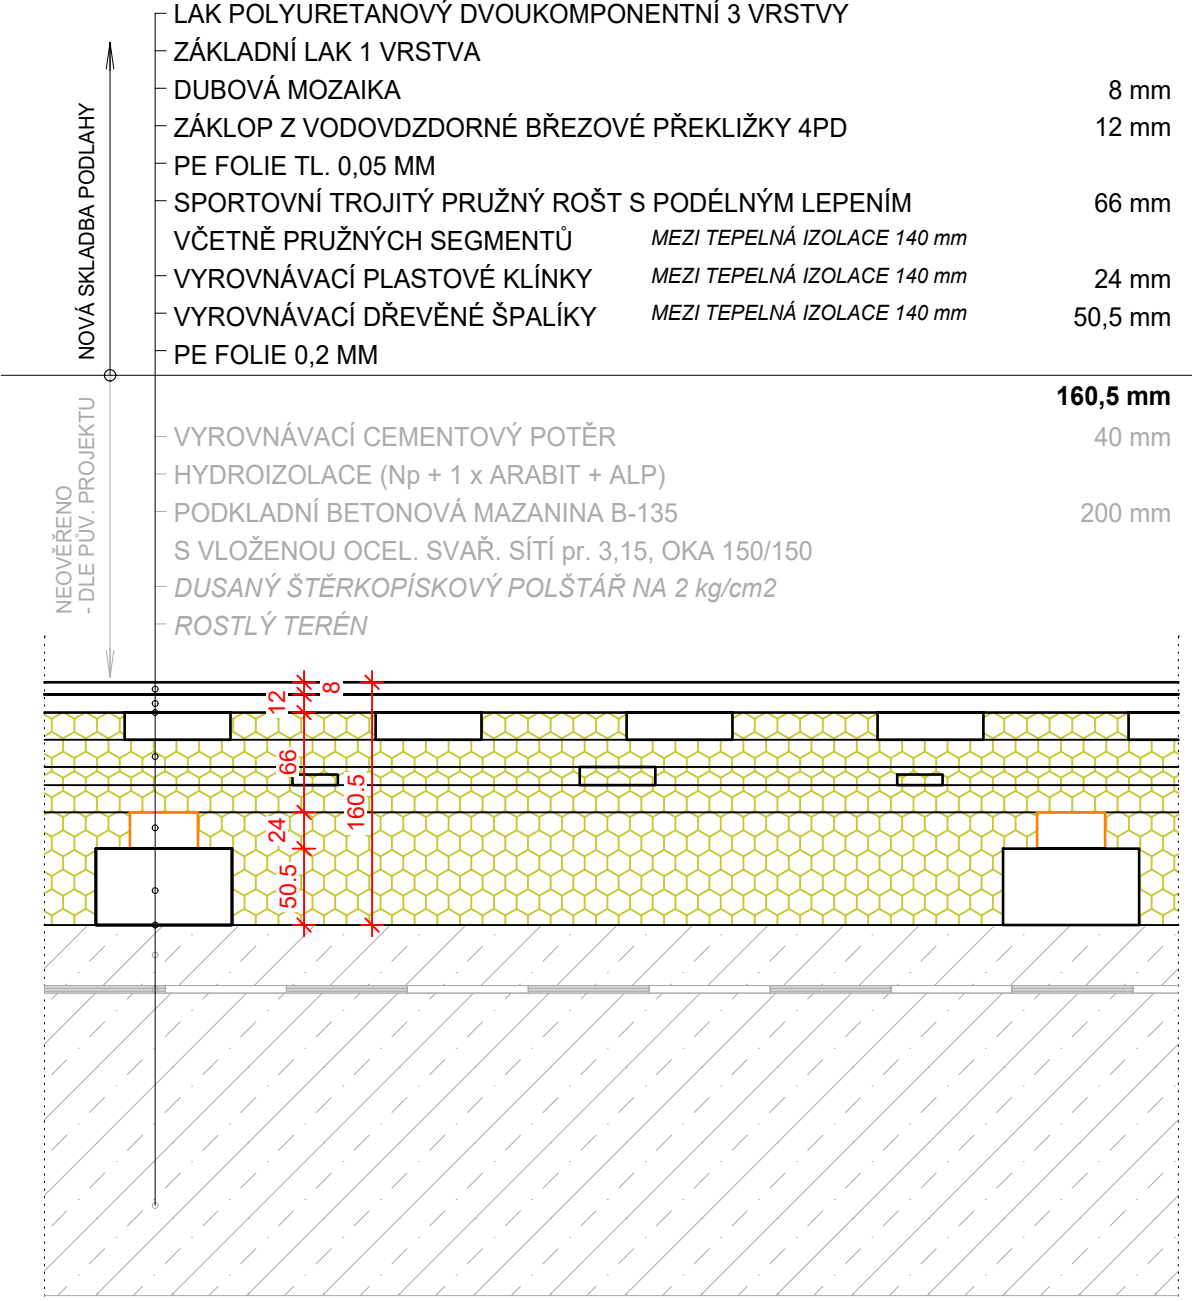 LAK POLYURETANOVÝ DVOUKOMPONENTNÍ 3 VRSTVY
ZÁKLADNÍ LAK 1 VRSTVA
DUBOVÁ MOZAIKA 8 mm
ZÁKLOP Z VODOVDZDORNÉ BŘEZOVÉ PŘEKLIŽKY 4PD 12 mm
PE FOLIE TL. 0,05 MM
SPORTOVNÍ TROJITÝ PRUŽNÝ ROŠT S PODÉLNÝM LEPENÍM 66 mm
VČETNĚ PRUŽNÝCH SEGMENTŮ MEZI TEPELNÁ IZOLACE 140 mm
VYROVNÁVACÍ PLASTOVÉ KLÍNKY MEZI TEPELNÁ IZOLACE 140 mm 24 mm
VYROVNÁVACÍ DŘEVĚNÉ ŠPALÍKY MEZI TEPELNÁ IZOLACE 140 mm 50,5 mm
PE FOLIE 0,2 MM
NOVÁ SKLADBA PODLAHY
160,5 mm
VYROVNÁVACÍ CEMENTOVÝ POTĚR 40 mm
HYDROIZOLACE (Np + 1 x ARABIT + ALP)
PODKLADNÍ BETONOVÁ MAZANINA B-135 200 mm
S VLOŽENOU OCEL. SVAŘ. SÍTÍ pr. 3,15, OKA 150/150
DUSANÝ ŠTĚRKOPÍSKOVÝ POLŠTÁŘ NA 2 kg/cm2
ROSTLÝ TERÉN
NEOVĚŘENO
- DLE PŮV. PROJEKTU
8
12
66
160.5
24
50.5